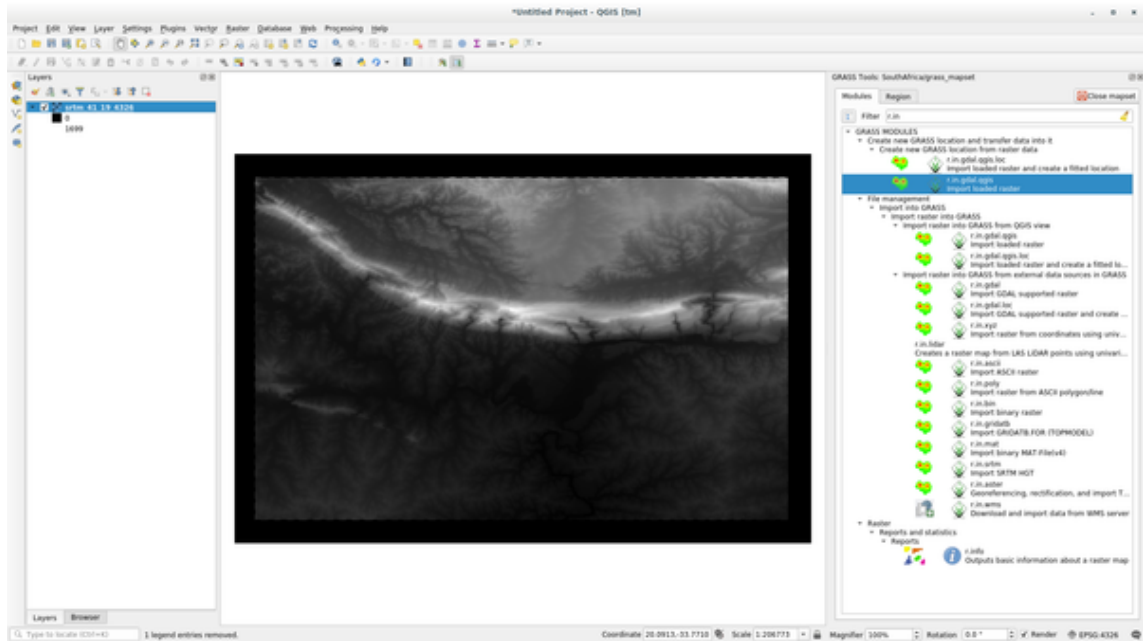 *Untitled Project - QGIS [tm]
Project Edit View Layer Settings Plugins Vector Raster Database Web Processing Help
Layers
srtm_41_19_4326
0
1699
Layers Browser
GRASS Tools: SouthAfrica/grass_mapset
Modules Region Close mapset
Filter r.in
GRASS MODULES
Create new GRASS location and transfer data into it
Create new GRASS location from raster data
r.in.gdal.qgis.loc
Import loaded raster and create a fitted location
r.in.gdal.qgis
Import loaded raster
File management
Import into GRASS
Import raster into GRASS
Import raster into GRASS from QGIS view
r.in.gdal.qgis
Import loaded raster
r.in.gdal.qgis.loc
Import loaded raster and create a fitted lo...
Import raster into GRASS from external data sources in GRASS
r.in.gdal
Import GDAL supported raster
r.in.gdal.loc
Import GDAL supported raster and create ...
r.in.xyz
Import raster from coordinates using univ...
r.in.lidar
Creates a raster map from LAS LiDAR points using univari...
r.in.ascii
Import ASCII raster
r.in.poly
Import raster from ASCII polygon/line
r.in.bin
Import binary raster
r.in.gridatb
Import GRIDATB.FOR (TOPMODEL)
r.in.mat
Import binary MAT-File(v4)
r.in.srtm
Import SRTM HGT
r.in.aster
Georeferencing, rectification, and import T...
r.in.wms
Download and import data from WMS server
Raster
Reports and statistics
Reports
r.info
Outputs basic information about a raster map
Type to locate (Ctrl+K) 1 legend entries removed. Coordinate 20.0913,-33.7710 Scale 1:206773 Magnifier 100% Rotation 0.0 ° Render EPSG:4326